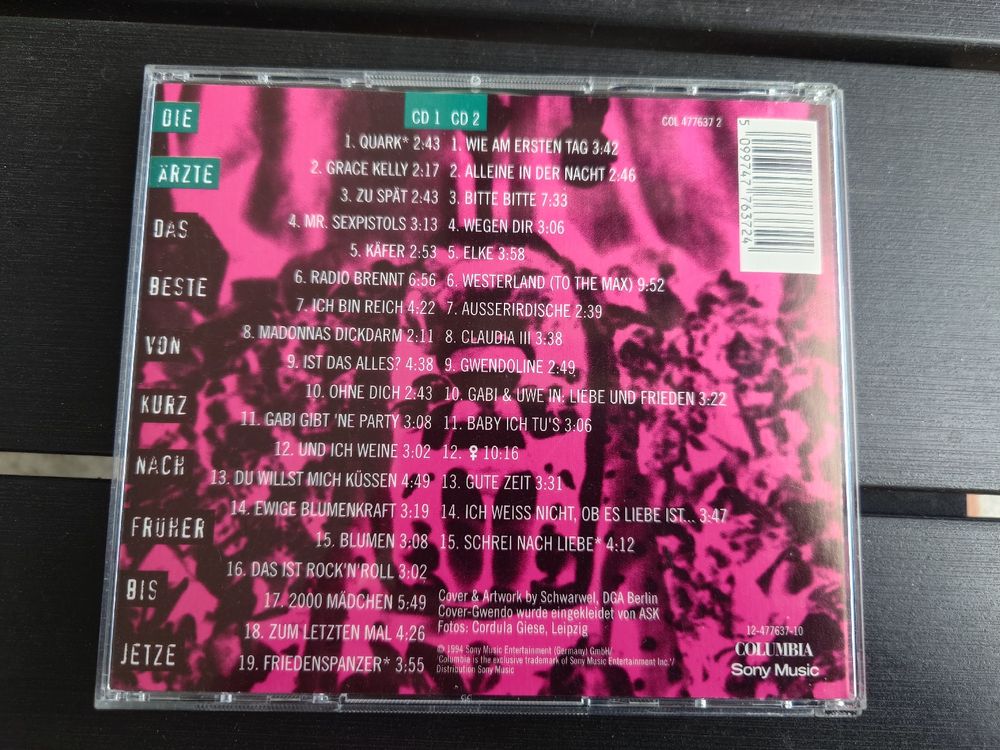 DIE
ÄRZTE
DAS
BESTE
VON
KURZ
NACH
FRÜHER
BIS
JETZE
CD 1 CD 2
1. QUARK* 2:43
2. GRACE KELLY 2:17
3. ZU SPÄT 2:43
4. MR. SEXPISTOLS 3:13
5. KÄFER 2:53
6. RADIO BRENNT 6:56
7. ICH BIN REICH 4:22
8. MADONNAS DICKDARM 2:11
9. IST DAS ALLES? 4:38
10. OHNE DICH 2:43
11. GABI GIBT 'NE PARTY 3:08
12. UND ICH WEINE 3:02
13. DU WILLST MICH KÜSSEN 4:49
14. EWIGE BLUMENKRAFT 3:19
15. BLUMEN 3:08
16. DAS IST ROCK'N'ROLL 3:02
17. 2000 MÄDCHEN 5:49
18. ZUM LETZTEN MAL 4:26
19. FRIEDENSPANZER* 3:55
1. WIE AM ERSTEN TAG 3:42
2. ALLEINE IN DER NACHT 2:46
3. BITTE BITTE 7:33
4. WEGEN DIR 3:06
5. ELKE 3:58
6. WESTERLAND (TO THE MAX) 9:52
7. AUSSERIRDISCHE 2:39
8. CLAUDIA III 3:38
9. GWENDOLINE 2:49
10. GABI & UWE IN: LIEBE UND FRIEDEN 3:22
11. BABY ICH TU'S 3:06
12. ♀ 10:16
13. GUTE ZEIT 3:31
14. ICH WEISS NICHT, OB ES LIEBE IST... 3:47
15. SCHREI NACH LIEBE* 4:12
Cover & Artwork by Schwarwel, DGA Berlin
Cover-Gwendo wurde eingekleidet von ASK
Fotos: Cordula Giese, Leipzig
© 1994 Sony Music Entertainment (Germany) GmbH/
Columbia is the exclusive trademark of Sony Music Entertainment Inc./
Distribution Sony Music
COL 477637 2
5 099747 763724
12-477637-10
COLUMBIA
Sony Music